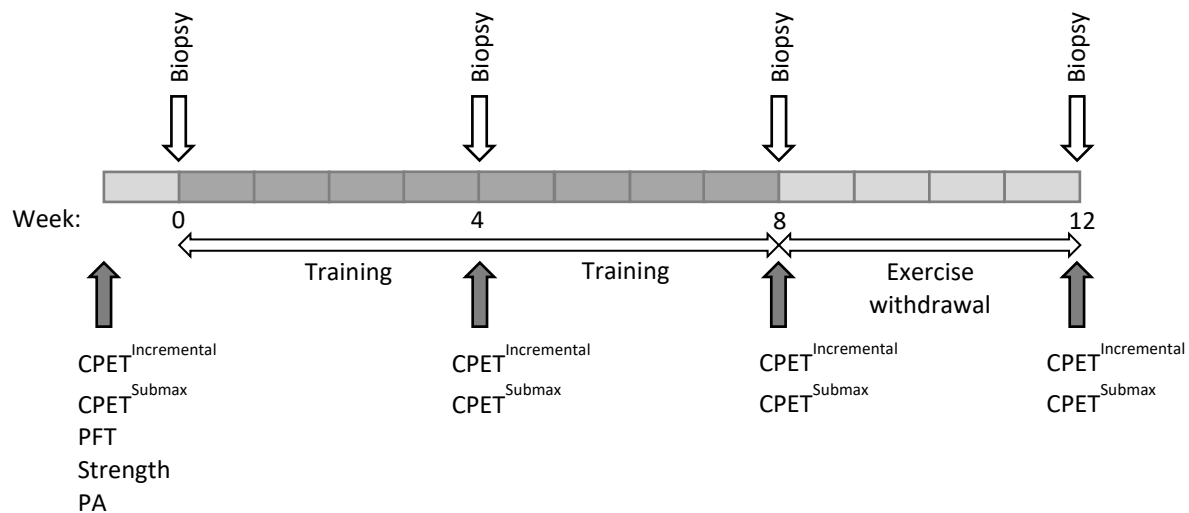 Biopsy Biopsy Biopsy Biopsy
Week: 0 4 8 12
Training Training Exercise
withdrawal
CPET^Incremental CPET^Incremental CPET^Incremental CPET^Incremental
CPET^Submax CPET^Submax CPET^Submax CPET^Submax
PFT
Strength
PA